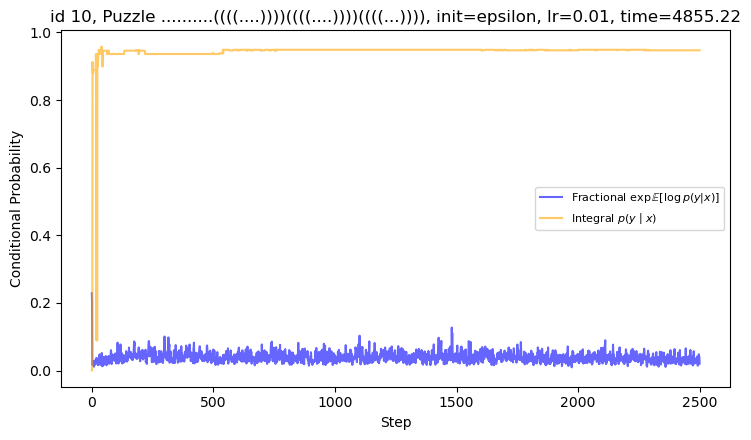 id 10, Puzzle ..........((((....))))((((....))))((((...)))), init=epsilon, lr=0.01, time=4855.22
1.0
0.8
0.6
0.4
0.2
0.0
Conditional Probability
Fractional exp𝔼[log p(y|x)]
Integral p(y | x)
0
500
1000
1500
2000
2500
Step